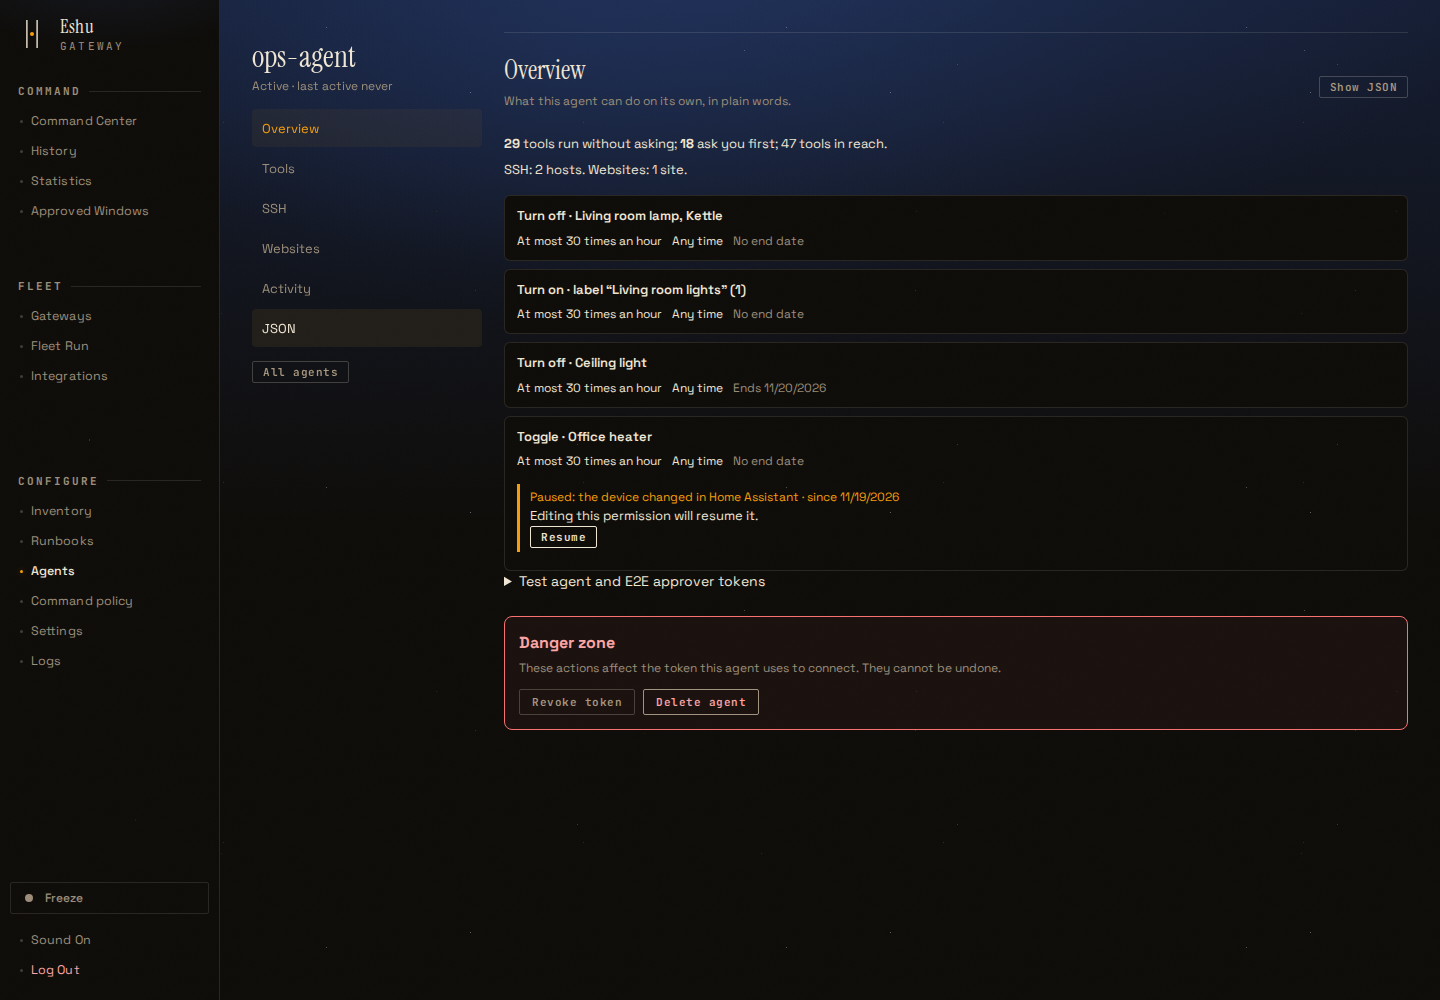 Eshu
GATEWAY
COMMAND
Command Center
History
Statistics
Approved Windows
FLEET
Gateways
Fleet Run
Integrations
CONFIGURE
Inventory
Runbooks
Agents
Command policy
Settings
Logs
Freeze
Sound On
Log Out
ops-agent
Active · last active never
Overview
Tools
SSH
Websites
Activity
JSON
All agents
Overview
What this agent can do on its own, in plain words.
Show JSON
29 tools run without asking; 18 ask you first; 47 tools in reach.
SSH: 2 hosts. Websites: 1 site.
Turn off · Living room lamp, Kettle
At most 30 times an hour Any time No end date
Turn on · label “Living room lights” (1)
At most 30 times an hour Any time No end date
Turn off · Ceiling light
At most 30 times an hour Any time Ends 11/20/2026
Toggle · Office heater
At most 30 times an hour Any time No end date
Paused: the device changed in Home Assistant · since 11/19/2026
Editing this permission will resume it.
Resume
Test agent and E2E approver tokens
Danger zone
These actions affect the token this agent uses to connect. They cannot be undone.
Revoke token Delete agent